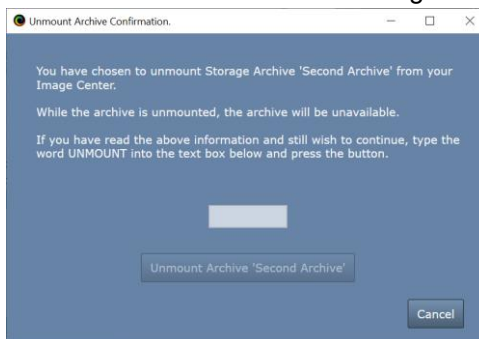 Unmount Archive Confirmation.
You have chosen to unmount Storage Archive 'Second Archive' from your
Image Center.
While the archive is unmounted, the archive will be unavailable.
If you have read the above information and still wish to continue, type the
word UNMOUNT into the text box below and press the button.
Unmount Archive 'Second Archive'
Cancel